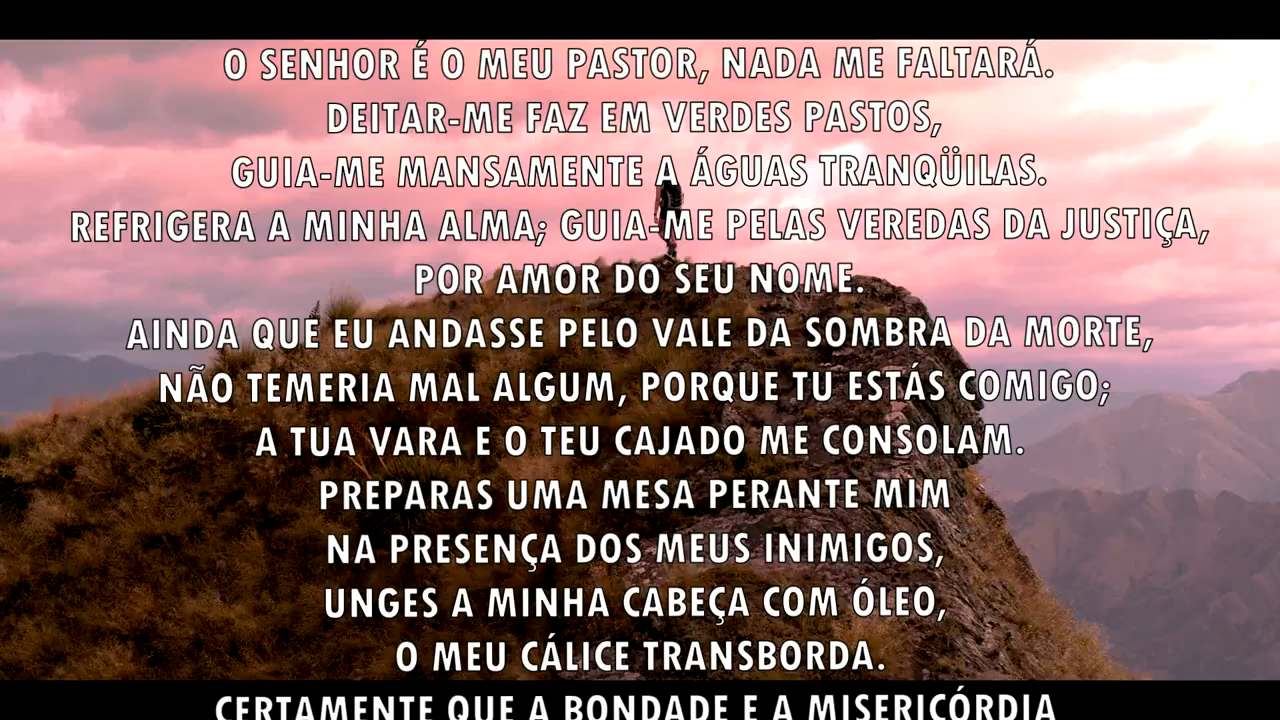 O SENHOR É O MEU PASTOR, NADA ME FALTARÁ.
DEITAR-ME FAZ EM VERDES PASTOS,
GUIA-ME MANSAMENTE A ÁGUAS TRANQÜILAS.
REFRIGERA A MINHA ALMA; GUIA-ME PELAS VEREDAS DA JUSTIÇA,
POR AMOR DO SEU NOME.
AINDA QUE EU ANDASSE PELO VALE DA SOMBRA DA MORTE,
NÃO TEMERIA MAL ALGUM, PORQUE TU ESTÁS COMIGO;
A TUA VARA E O TEU CAJADO ME CONSOLAM.
PREPARAS UMA MESA PERANTE MIM
NA PRESENÇA DOS MEUS INIMIGOS,
UNGES A MINHA CABEÇA COM ÓLEO,
O MEU CÁLICE TRANSBORDA.
CERTAMENTE QUE A BONDADE E A MISERICÓRDIA